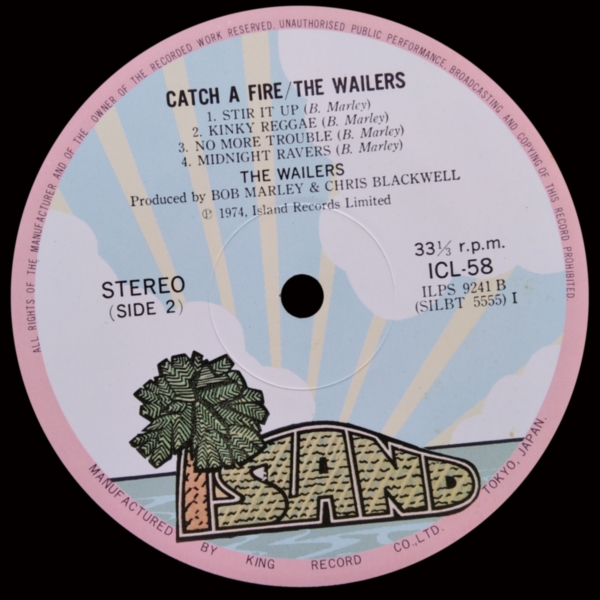 ALL RIGHTS OF THE MANUFACTURER AND OF THE OWNER OF THE RECORDED WORK RESERVED. UNAUTHORISED PUBLIC PERFORMANCE, BROADCASTING AND COPYING OF THIS RECORD PROHIBITED.
CATCH A FIRE/THE WAILERS
1. STIR IT UP (B. Marley)
2. KINKY REGGAE (B. Marley)
3. NO MORE TROUBLE (B. Marley)
4. MIDNIGHT RAVERS (B. Marley)
THE WAILERS
Produced by BOB MARLEY & CHRIS BLACKWELL
℗ 1974, Island Records Limited
STEREO
(SIDE 2)
33⅓ r.p.m.
ICL-58
ILPS 9241 B
(SILBT 5555) I
ISLAND
MANUFACTURED BY KING RECORD CO.,LTD. TOKYO, JAPAN.